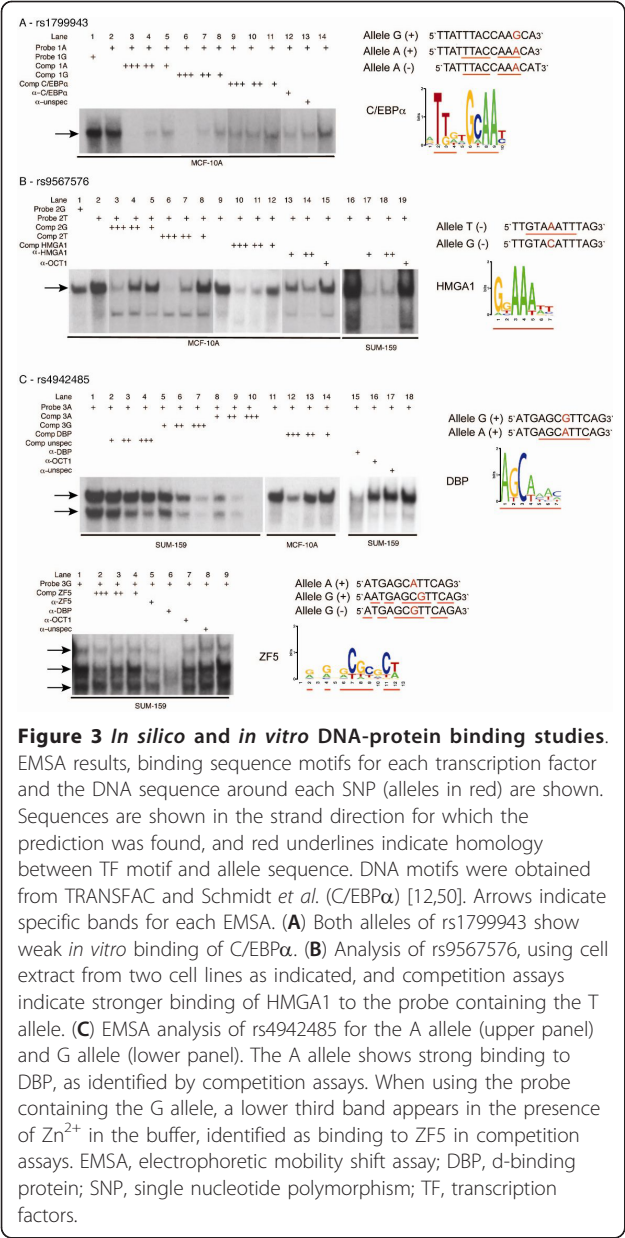 A - rs1799943
Lane 1 2 3 4 5 6 7 8 9 10 11 12 13 14
Probe 1A + + + + + + + + + + + + +
Probe 1G +
Comp 1A +++ ++ +
Comp 1G +++ ++ +
Comp C/EBPα +++ ++ +
α-C/EBPα +
α-unspec +
MCF-10A
Allele G (+) 5`TTATTTACCAAGCA3`
Allele A (+) 5`TTATTTACCAAACA3`
Allele A (-) 5`TATTTACCAAACAT3`
C/EBPα
B - rs9567576
Lane 1 2 3 4 5 6 7 8 9 10 11 12 13 14 15 16 17 18 19
Probe 2G +
Probe 2T + + + + + + + + + + + + + + + + + +
Comp 2G +++ ++ +
Comp 2T +++ ++ +
Comp HMGA1 +++ ++ +
α-HMGA1 + ++ + ++
α-OCT1 + +
MCF-10A
SUM-159
Allele T (-) 5`TTGTAAATTTAG3`
Allele G (-) 5`TTGTACATTTAG3`
HMGA1
C - rs4942485
Lane 1 2 3 4 5 6 7 8 9 10 11 12 13 14 15 16 17 18
Probe 3A + + + + + + + + + + + + + + + + + +
Comp 3A + ++ +++
Comp 3G + ++ +++
Comp DBP +++ ++ +
Comp unspec + ++ +++
α-DBP +
α-OCT1 +
α-unspec +
SUM-159
MCF-10A
SUM-159
Allele G (+) 5`ATGAGCGTTCAG3`
Allele A (+) 5`ATGAGCATTCAG3`
DBP
Lane 1 2 3 4 5 6 7 8 9
Probe 3G + + + + + + + + +
Comp ZF5 +++ ++ +
α-ZF5 +
α-DBP +
α-OCT1 +
α-unspec +
SUM-159
Allele A (+) 5`ATGAGCATTCAG3`
Allele G (+) 5`AATGAGCGTTCAG3`
Allele G (-) 5`ATGAGCGTTCAGA3`
ZF5
Figure 3 In silico and in vitro DNA-protein binding studies.
EMSA results, binding sequence motifs for each transcription factor
and the DNA sequence around each SNP (alleles in red) are shown.
Sequences are shown in the strand direction for which the
prediction was found, and red underlines indicate homology
between TF motif and allele sequence. DNA motifs were obtained
from TRANSFAC and Schmidt et al. (C/EBPα) [12,50]. Arrows indicate
specific bands for each EMSA. (A) Both alleles of rs1799943 show
weak in vitro binding of C/EBPα. (B) Analysis of rs9567576, using cell
extract from two cell lines as indicated, and competition assays
indicate stronger binding of HMGA1 to the probe containing the T
allele. (C) EMSA analysis of rs4942485 for the A allele (upper panel)
and G allele (lower panel). The A allele shows strong binding to
DBP, as identified by competition assays. When using the probe
containing the G allele, a lower third band appears in the presence
of Zn2+ in the buffer, identified as binding to ZF5 in competition
assays. EMSA, electrophoretic mobility shift assay; DBP, d-binding
protein; SNP, single nucleotide polymorphism; TF, transcription
factors.